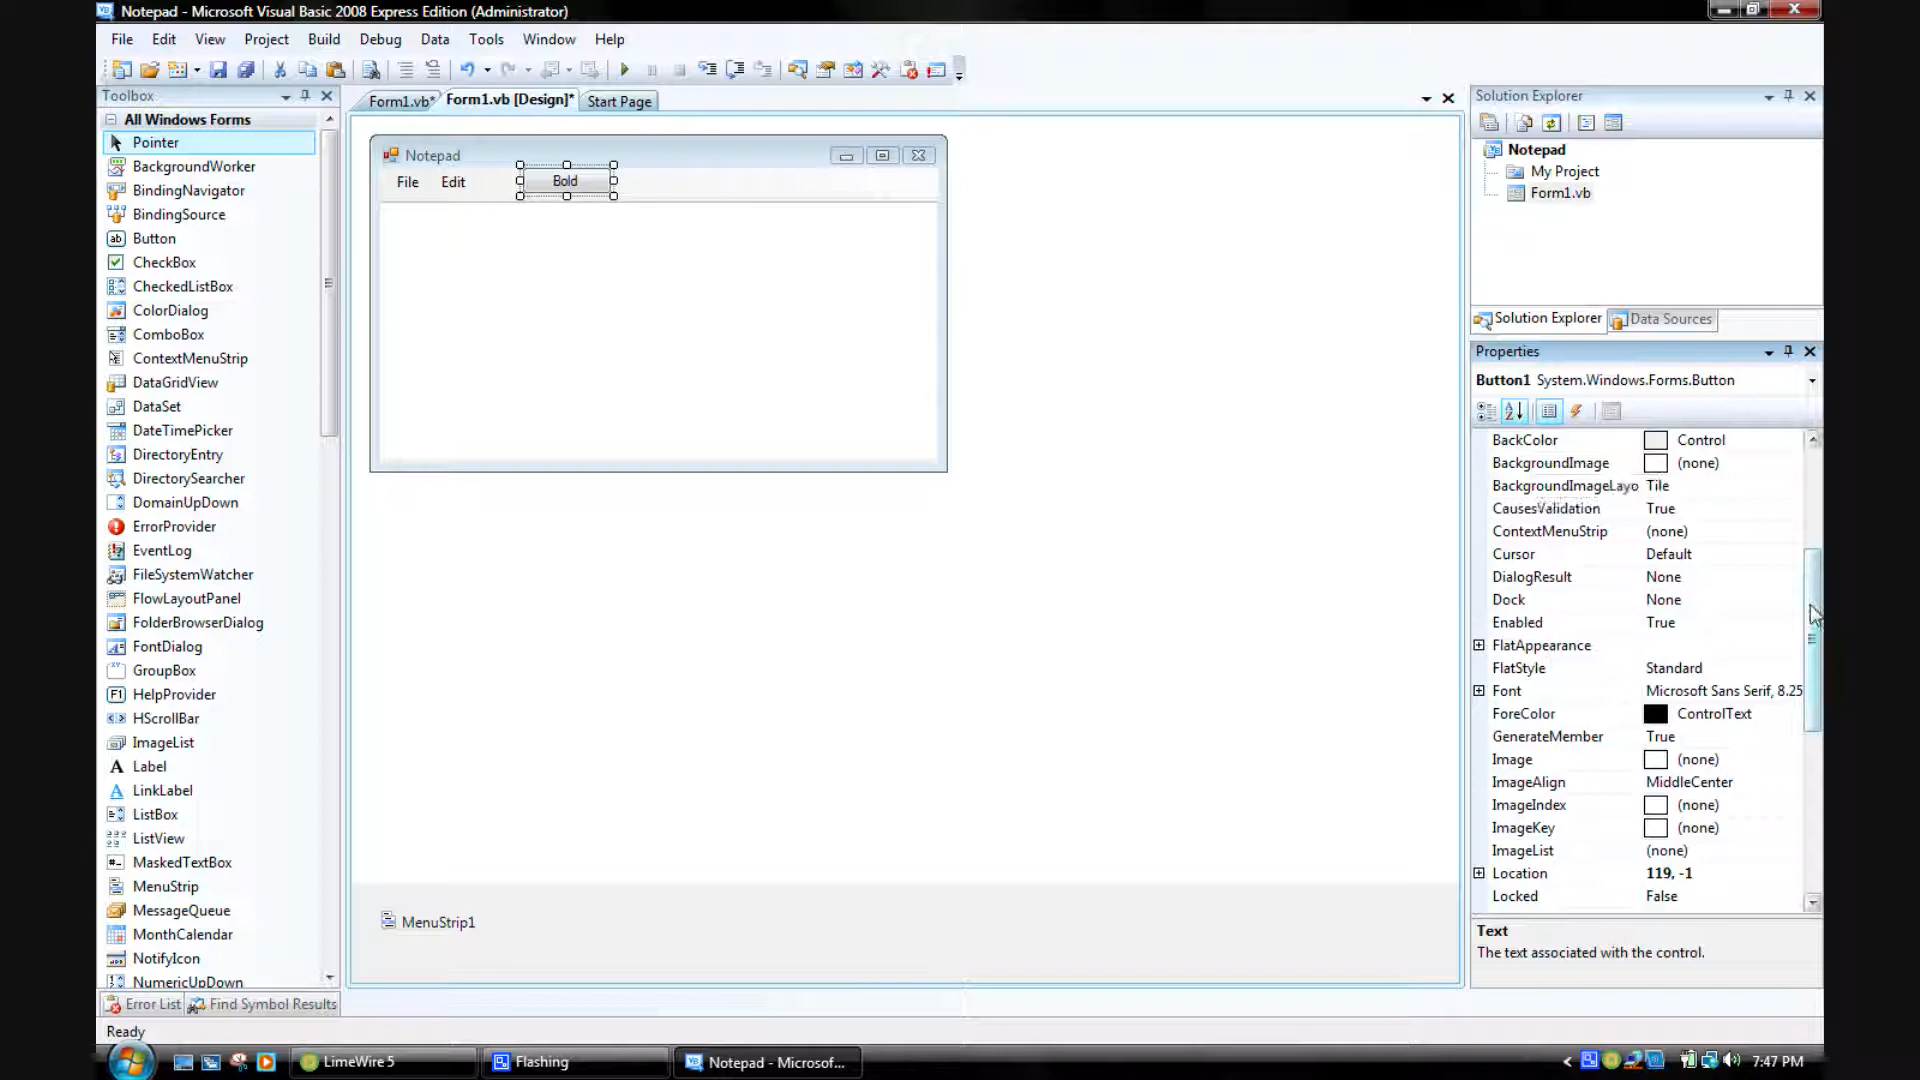 Notepad - Microsoft Visual Basic 2008 Express Edition (Administrator)
File Edit View Project Build Debug Data Tools Window Help
Toolbox
All Windows Forms
Pointer
BackgroundWorker
BindingNavigator
BindingSource
Button
CheckBox
CheckedListBox
ColorDialog
ComboBox
ContextMenuStrip
DataGridView
DataSet
DateTimePicker
DirectoryEntry
DirectorySearcher
DomainUpDown
ErrorProvider
EventLog
FileSystemWatcher
FlowLayoutPanel
FolderBrowserDialog
FontDialog
GroupBox
HelpProvider
HScrollBar
ImageList
Label
LinkLabel
ListBox
ListView
MaskedTextBox
MenuStrip
MessageQueue
MonthCalendar
NotifyIcon
NumericUpDown
Error List Find Symbol Results
Form1.vb* Form1.vb [Design]* Start Page
Notepad
File Edit Bold
MenuStrip1
Solution Explorer
Notepad
My Project
Form1.vb
Solution Explorer Data Sources
Properties
Button1 System.Windows.Forms.Button
BackColor Control
BackgroundImage (none)
BackgroundImageLayo Tile
CausesValidation True
ContextMenuStrip (none)
Cursor Default
DialogResult None
Dock None
Enabled True
FlatAppearance
FlatStyle Standard
Font Microsoft Sans Serif, 8.25
ForeColor ControlText
GenerateMember True
Image (none)
ImageAlign MiddleCenter
ImageIndex (none)
ImageKey (none)
ImageList (none)
Location 119, -1
Locked False
Text
The text associated with the control.
Ready
LimeWire 5 Flashing Notepad - Microsof... 7:47 PM